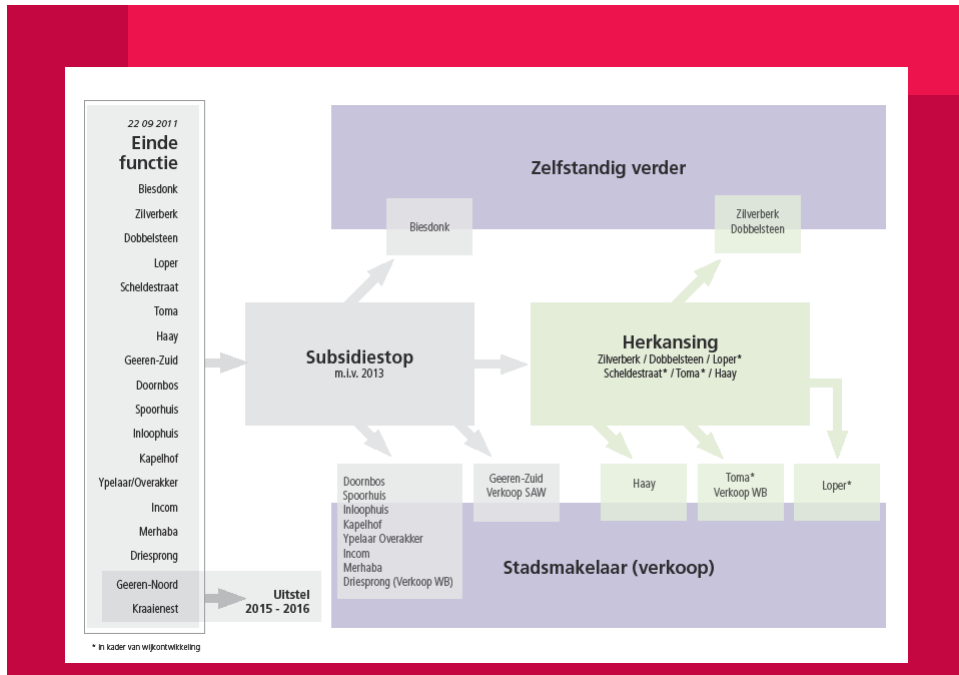 22 09 2011
Einde
functie
Biesdonk
Zilverberk
Dobbelsteen
Loper
Scheldestraat
Toma
Haay
Geeren-Zuid
Doornbos
Spoorhuis
Inloophuis
Kapelhof
Ypelaar/Overakker
Incom
Merhaba
Driesprong
Geeren-Noord
Kraaienest
Uitstel
2015 - 2016
* In kader van wijkontwikkeling
Zelfstandig verder
Biesdonk
Zilverberk
Dobbelsteen
Subsidiestop
m.i.v. 2013
Herkansing
Zilverberk / Dobbelsteen / Loper*
Scheldestraat* / Toma* / Haay
Doornbos
Spoorhuis
Inloophuis
Kapelhof
Ypelaar Overakker
Incom
Merhaba
Driesprong (Verkoop WB)
Geeren-Zuid
Verkoop SAW
Haay
Toma*
Verkoop WB
Loper*
Stadsmakelaar (verkoop)